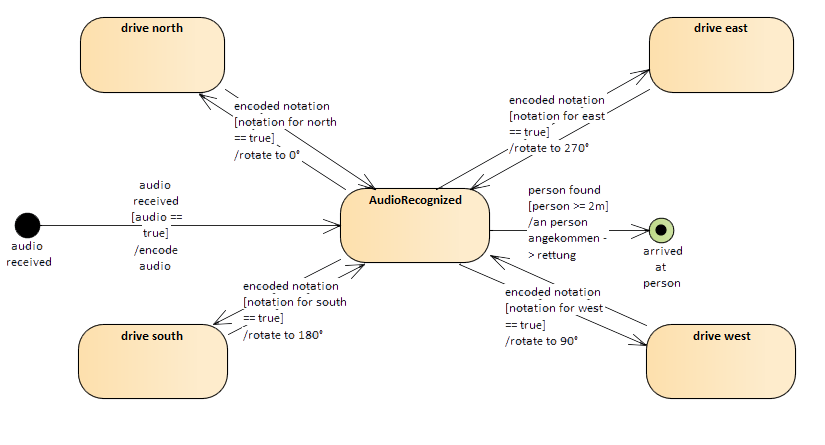 drive north
drive east
encoded notation
[notation for north
== true]
/rotate to 0°
encoded notation
[notation for east
== true]
/rotate to 270°
audio
received
[audio ==
true]
/encode
audio
AudioRecognized
person found
[person >= 2m]
/an person
angekommen -
> rettung
audio
received
arrived
at
person
encoded notation
[notation for south
== true]
/rotate to 180°
encoded notation
[notation for west
== true]
/rotate to 90°
drive south
drive west